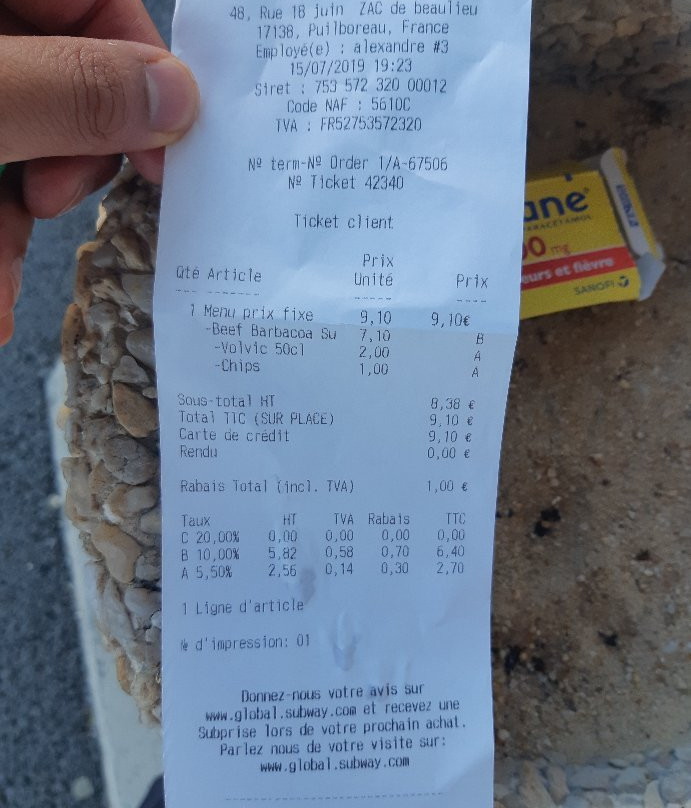 48, Rue 18 juin ZAC de beaulieu
17138, Puilboreau, France
Employé(e) : alexandre #3
15/07/2019 19:23
Siret : 753 572 320 00012
Code NAF : 5610C
TVA : FR52753572320
Nº term-Nº Order 1/A-67506
Nº Ticket 42340
Ticket client
Qté Article Prix Unité Prix
1 Menu prix fixe 9,10 9,10€
-Beef Barbacoa Su 7,10 B
-Volvic 50cl 2,00 A
-Chips 1,00 A
Sous-total HT 8,38 €
Total TTC (SUR PLACE) 9,10 €
Carte de crédit 9,10 €
Rendu 0,00 €
Rabais Total (incl. TVA) 1,00 €
Taux HT TVA Rabais TTC
C 20,00% 0,00 0,00 0,00 0,00
B 10,00% 5,82 0,58 0,70 6,40
A 5,50% 2,56 0,14 0,30 2,70
1 Ligne d'article
№ d'impression: 01
Donnez-nous votre avis sur
www.global.subway.com et recevez une
Subprise lors de votre prochain achat.
Parlez nous de votre visite sur:
www.global.subway.com
ane®
PARACÉTAMOL
00 mg
eurs et fièvre
SANOFI